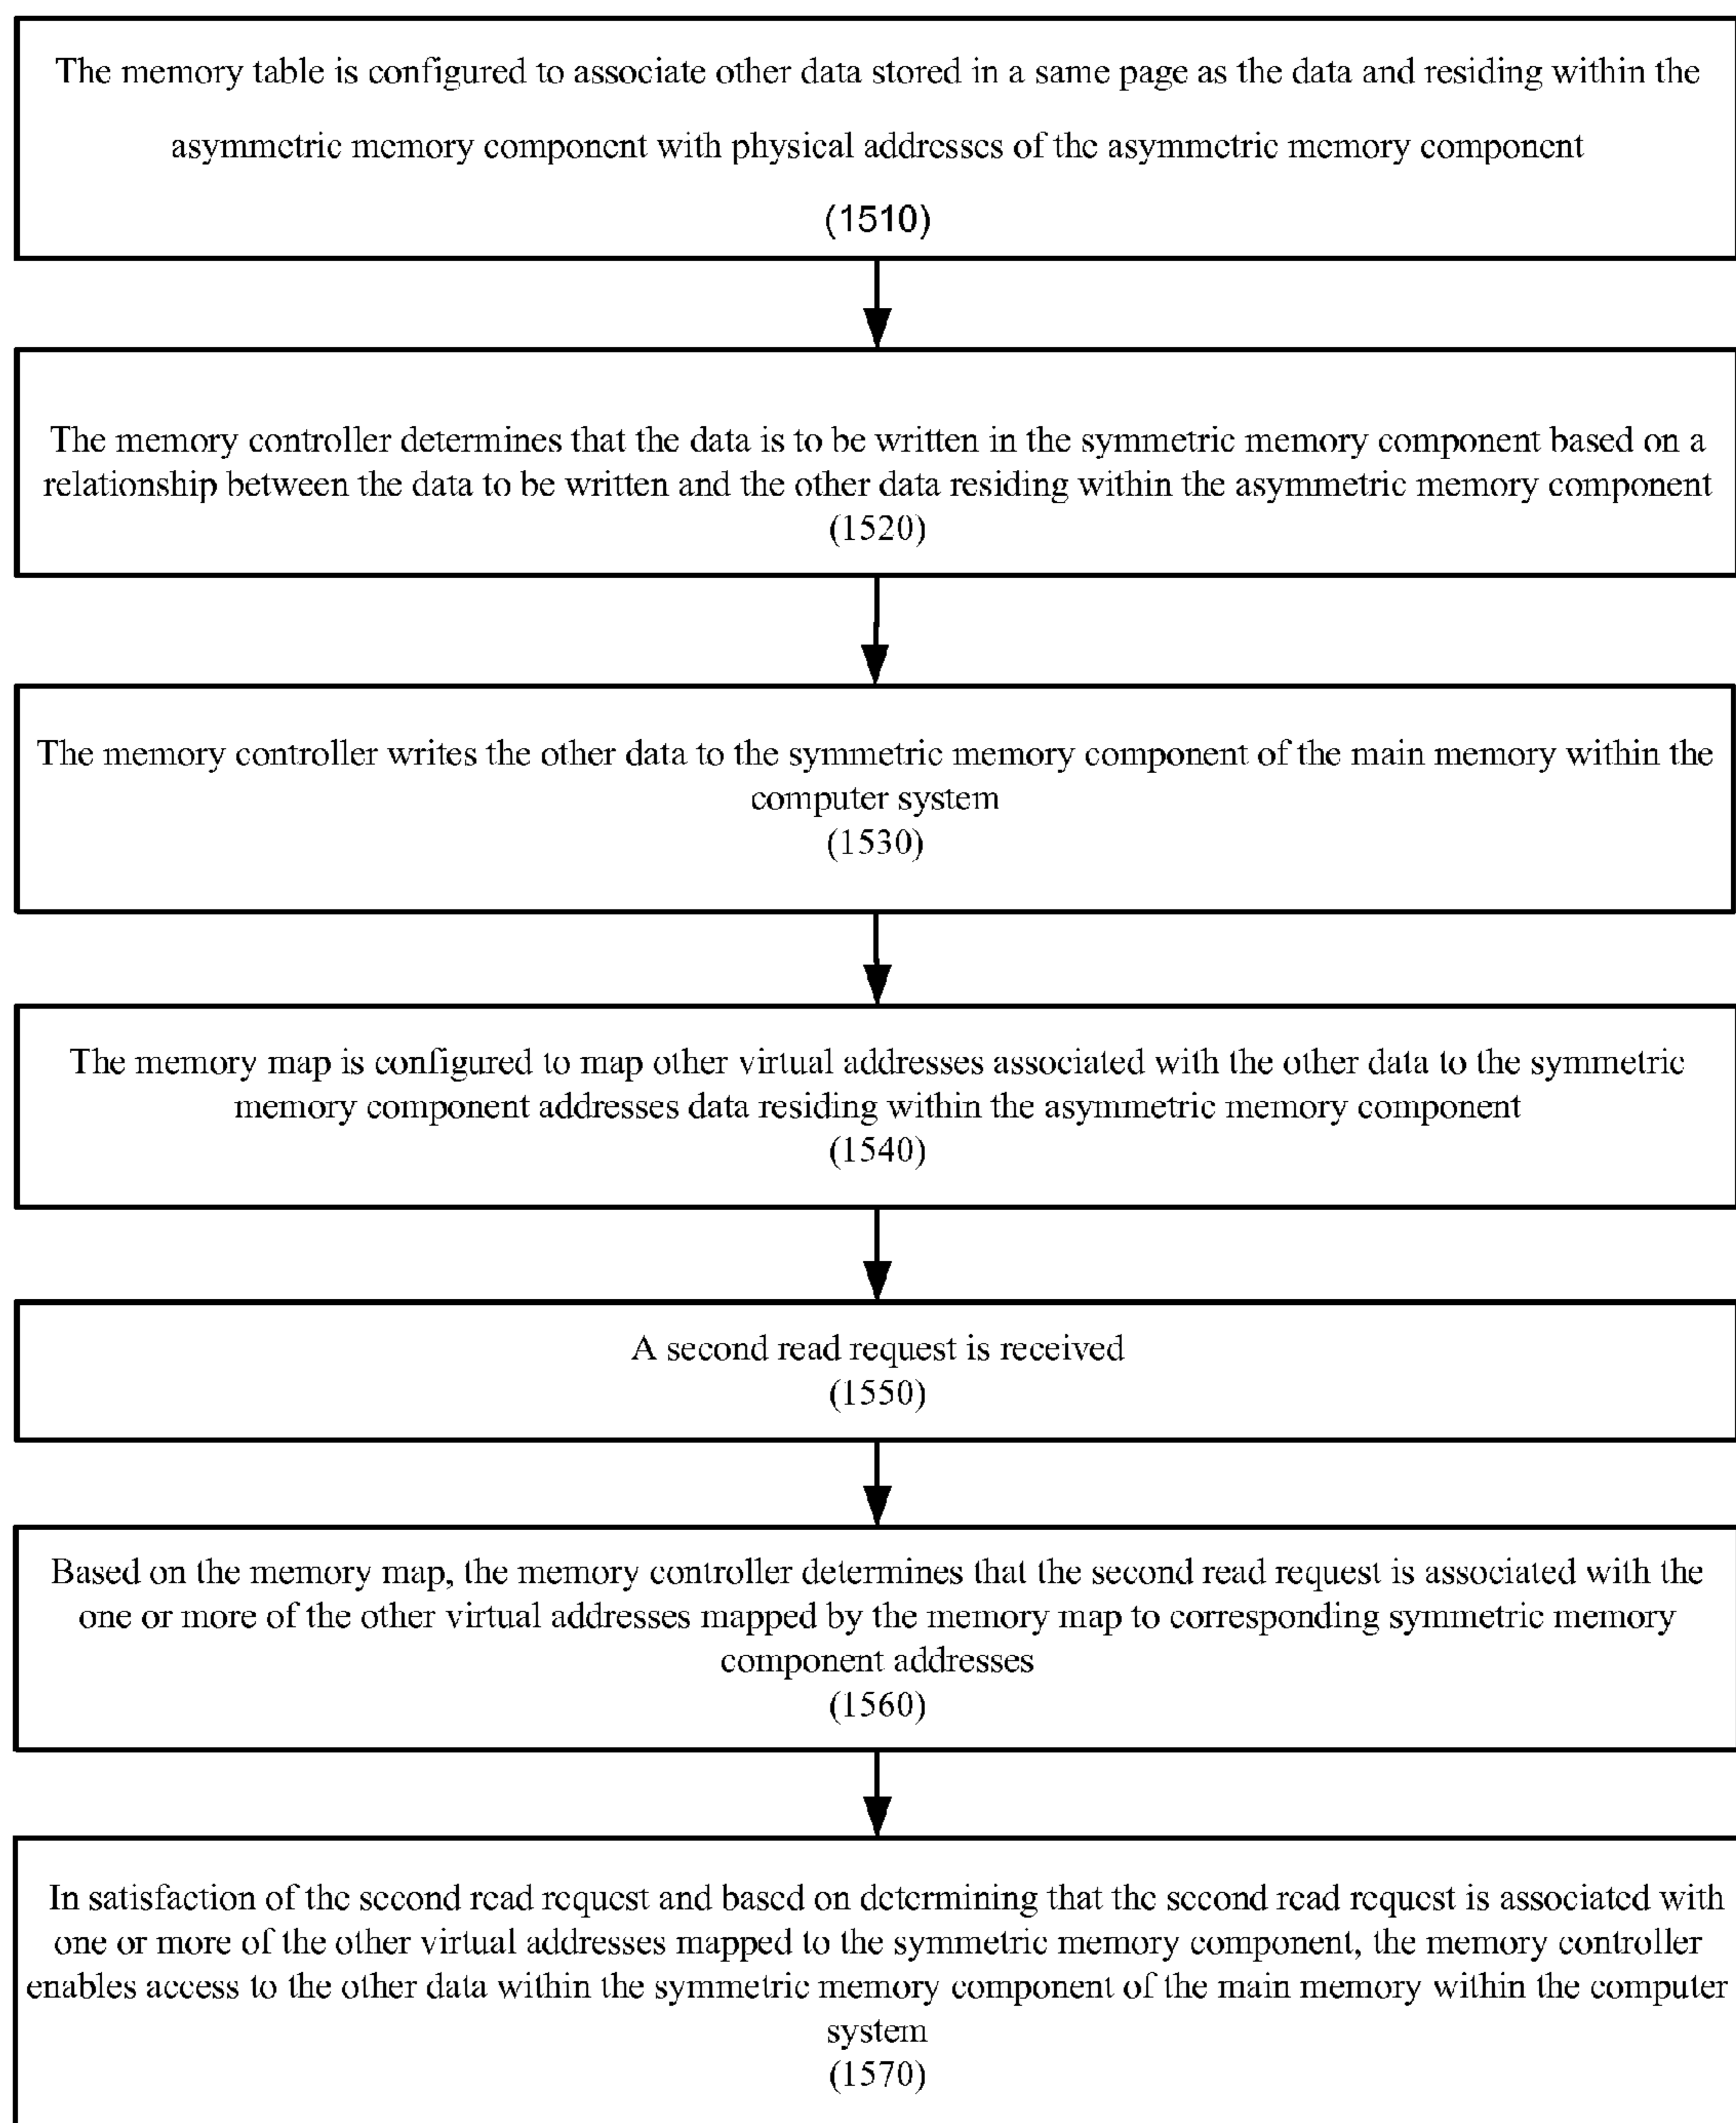 The memory table is configured to associate other data stored in a same page as the data and residing within the
asymmetric memory component with physical addresses of the asymmetric memory component
(1510)
The memory controller determines that the data is to be written in the symmetric memory component based on a
relationship between the data to be written and the other data residing within the asymmetric memory component
(1520)
The memory controller writes the other data to the symmetric memory component of the main memory within the
computer system
(1530)
The memory map is configured to map other virtual addresses associated with the other data to the symmetric
memory component addresses data residing within the asymmetric memory component
(1540)
A second read request is received
(1550)
Based on the memory map, the memory controller determines that the second read request is associated with the
one or more of the other virtual addresses mapped by the memory map to corresponding symmetric memory
component addresses
(1560)
In satisfaction of the second read request and based on determining that the second read request is associated with
one or more of the other virtual addresses mapped to the symmetric memory component, the memory controller
enables access to the other data within the symmetric memory component of the main memory within the computer
system
(1570)